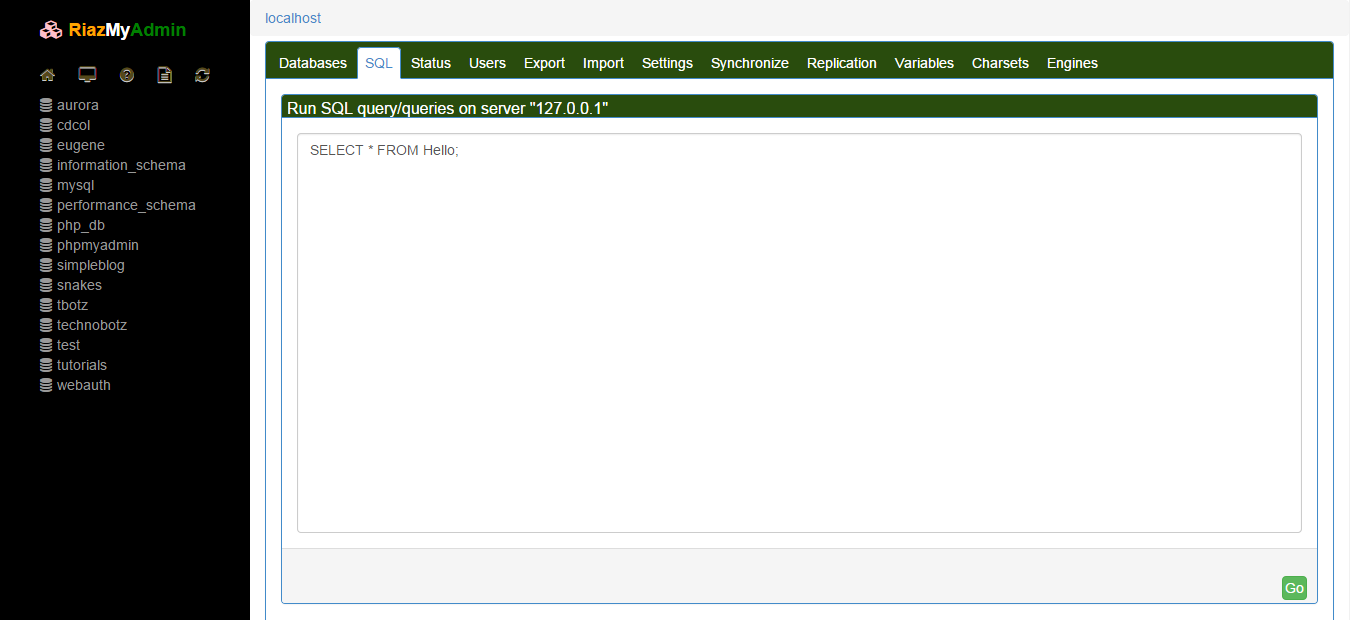 RiazMyAdmin
aurora
cdcol
eugene
information_schema
mysql
performance_schema
php_db
phpmyadmin
simpleblog
snakes
tbotz
technobotz
test
tutorials
webauth
localhost
Databases SQL Status Users Export Import Settings Synchronize Replication Variables Charsets Engines
Run SQL query/queries on server "127.0.0.1"
SELECT * FROM Hello;
Go